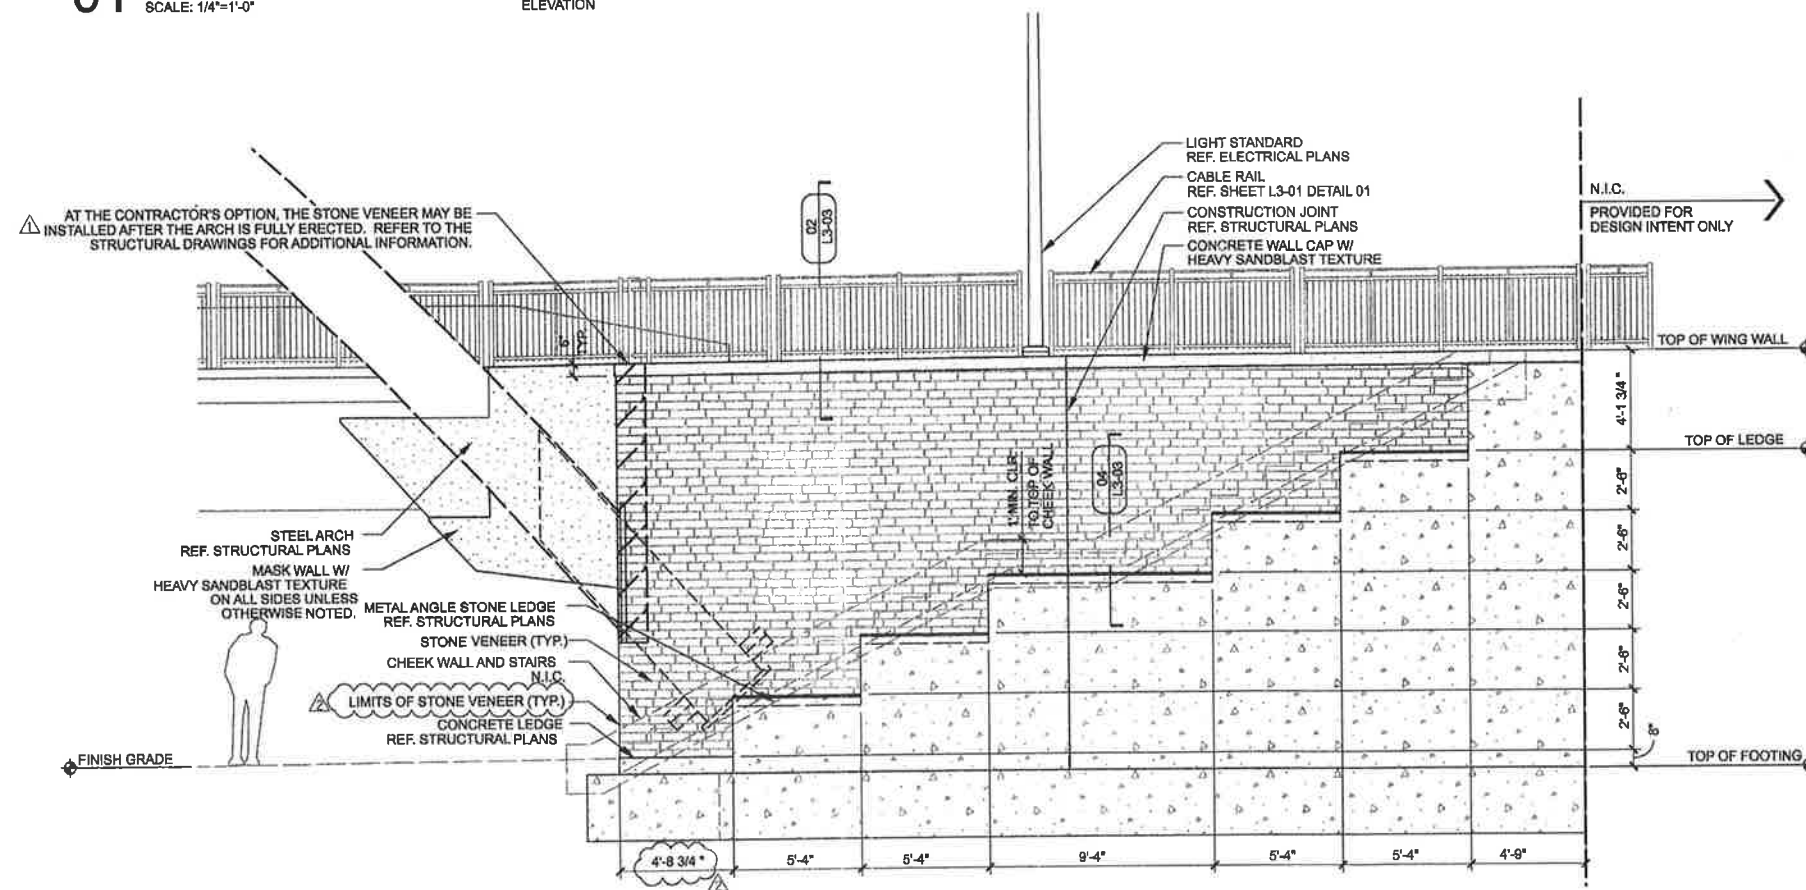 SCALE: 1/4"=1'-0"
ELEVATION
LIGHT STANDARD
REF. ELECTRICAL PLANS
CABLE RAIL
REF. SHEET L3-01 DETAIL 01
CONSTRUCTION JOINT
REF. STRUCTURAL PLANS
CONCRETE WALL CAP W/
HEAVY SANDBLAST TEXTURE
N.I.C.
PROVIDED FOR
DESIGN INTENT ONLY
1
AT THE CONTRACTOR'S OPTION, THE STONE VENEER MAY BE
INSTALLED AFTER THE ARCH IS FULLY ERECTED. REFER TO THE
STRUCTURAL DRAWINGS FOR ADDITIONAL INFORMATION.
02
L3-03
6"
TYP.
TOP OF WING WALL
4'-1 3/4"
TOP OF LEDGE
2'-6"
2'-6"
2'-6"
2'-6"
2'-6"
8"
TOP OF FOOTING
1' MIN. CLR.
TO TOP OF
CHEEK WALL
04
L3-03
STEEL ARCH
REF. STRUCTURAL PLANS
MASK WALL W/
HEAVY SANDBLAST TEXTURE
ON ALL SIDES UNLESS
OTHERWISE NOTED.
METAL ANGLE STONE LEDGE
REF. STRUCTURAL PLANS
STONE VENEER (TYP.)
CHEEK WALL AND STAIRS
N.I.C.
2
LIMITS OF STONE VENEER (TYP.)
CONCRETE LEDGE
REF. STRUCTURAL PLANS
FINISH GRADE
4'-8 3/4"
5'-4"
5'-4"
9'-4"
5'-4"
5'-4"
4'-9"
2